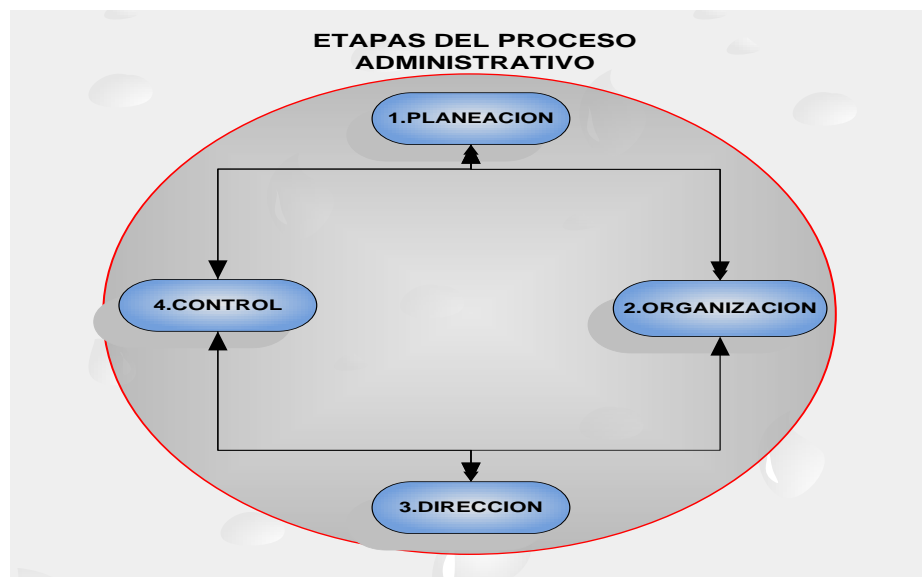 ETAPAS DEL PROCESO
ADMINISTRATIVO
1.PLANEACION
4.CONTROL
2.ORGANIZACION
3.DIRECCION